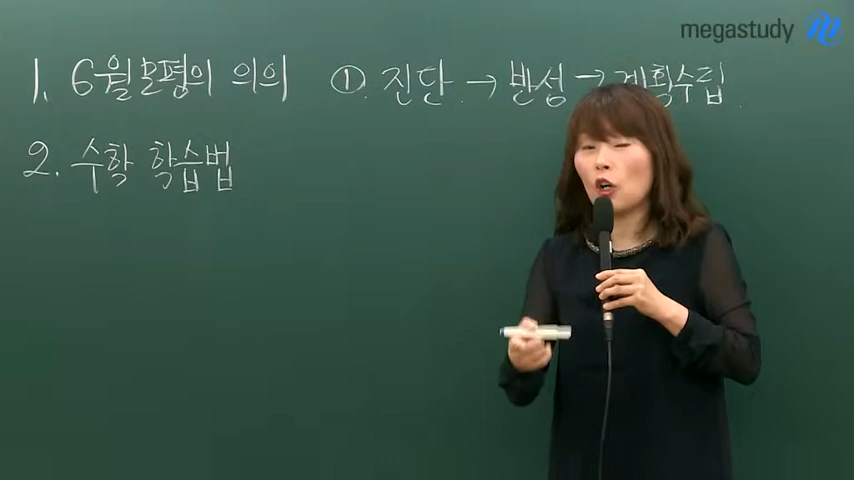 megastudy
1. 6월모평의 의의 ① 진단 → 반성 → 계획수립
2. 수학 학습법